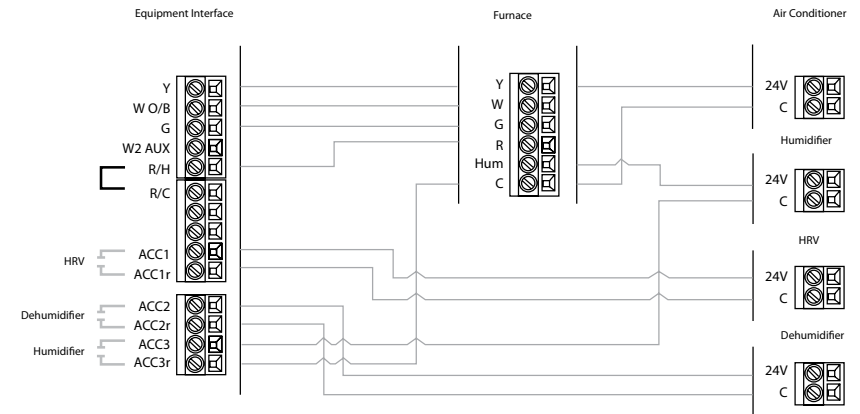 Equipment Interface
Furnace
Air Conditioner
Y
W O/B
G
W2 AUX
R/H
R/C
ACC1
ACC1r
HRV
ACC2
ACC2r
Dehumidifier
ACC3
ACC3r
Humidifier
Y
W
G
R
Hum
C
24V
C
Humidifier
24V
C
HRV
24V
C
Dehumidifier
24V
C